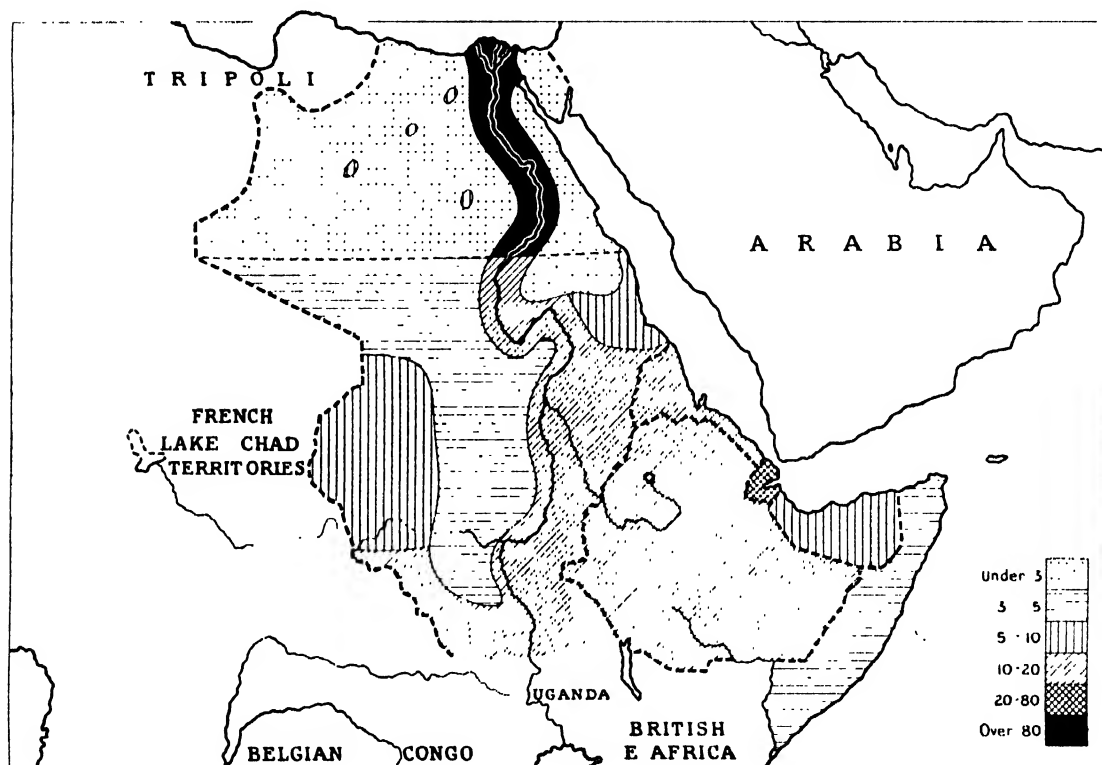 TRIPOLI
ARABIA
FRENCH
LAKE CHAD
TERRITORIES
UGANDA
BRITISH
E AFRICA
BELGIAN CONGO
Under 3
3 5
5 - 10
10-20
20-80
Over 80